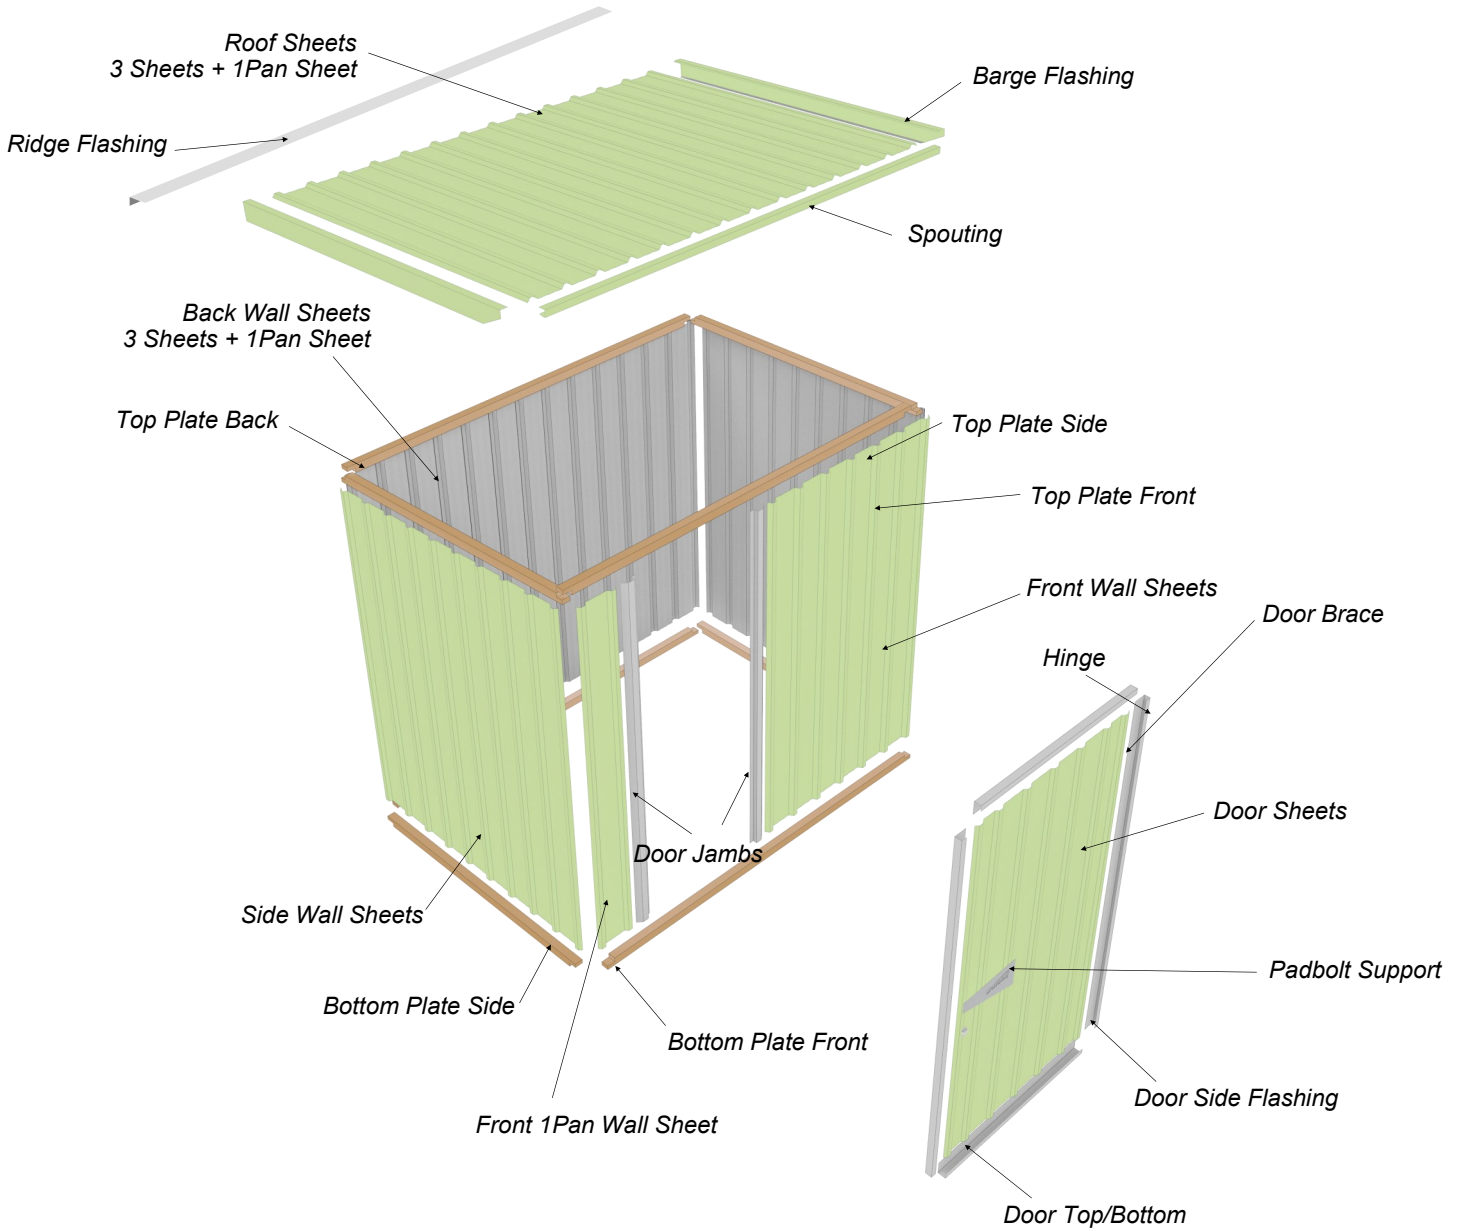 Roof Sheets
3 Sheets + 1Pan Sheet
Barge Flashing
Ridge Flashing
Spouting
Back Wall Sheets
3 Sheets + 1Pan Sheet
Top Plate Back
Top Plate Side
Top Plate Front
Front Wall Sheets
Door Brace
Hinge
Door Sheets
Door Jambs
Side Wall Sheets
Padbolt Support
Bottom Plate Side
Bottom Plate Front
Door Side Flashing
Front 1Pan Wall Sheet
Door Top/Bottom